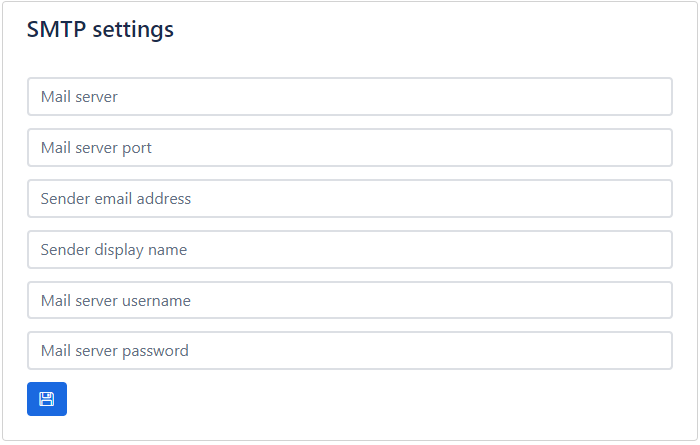 SMTP settings
Mail server
Mail server port
Sender email address
Sender display name
Mail server username
Mail server password